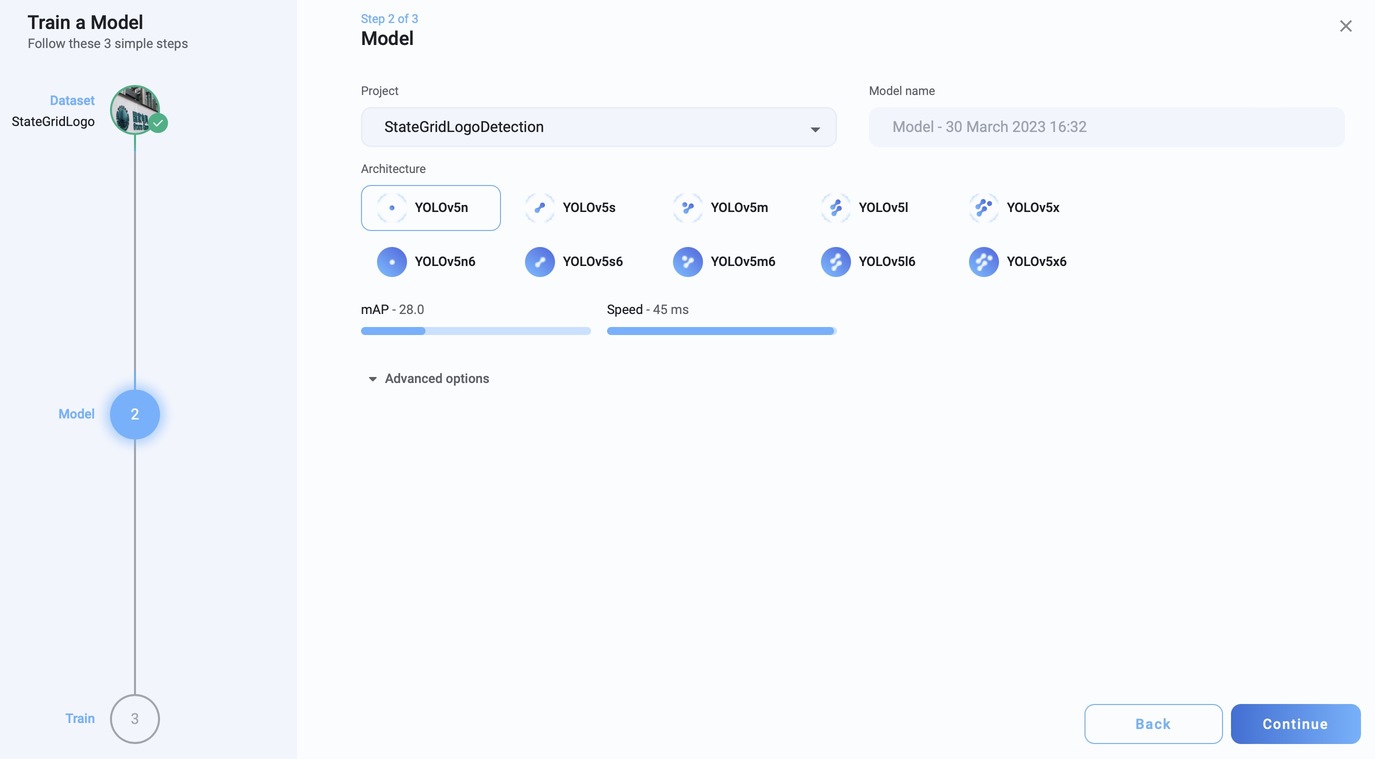 Train a Model
Follow these 3 simple steps
Dataset
StateGridLogo
Model
2
Train
3
Step 2 of 3
Model
Project
Model name
StateGridLogoDetection
Model - 30 March 2023 16:32
Architecture
YOLOv5n YOLOv5s YOLOv5m YOLOv5l YOLOv5x
YOLOv5n6 YOLOv5s6 YOLOv5m6 YOLOv5l6 YOLOv5x6
mAP - 28.0 Speed - 45 ms
Advanced options
Back Continue